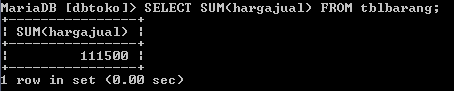 MariaDB [dbtoko]> SELECT SUM(hargajual) FROM tblbarang;
+----------------+
| SUM(hargajual) |
+----------------+
|         111500 |
+----------------+
1 row in set (0.00 sec)